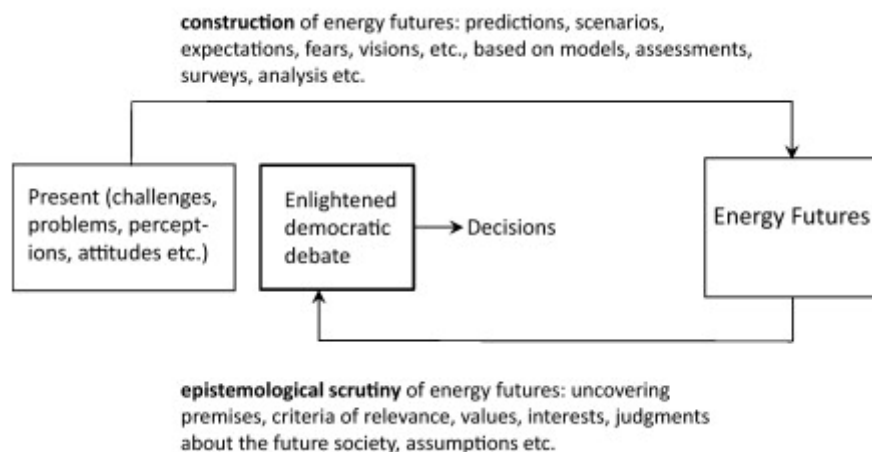 construction of energy futures: predictions, scenarios,
expectations, fears, visions, etc., based on models, assessments,
surveys, analysis etc.
Present (challenges,
problems, percept-
ions, attitudes etc.)
Enlightened
democratic
debate
Decisions
Energy Futures
epistemological scrutiny of energy futures: uncovering
premises, criteria of relevance, values, interests, judgments
about the future society, assumptions etc.